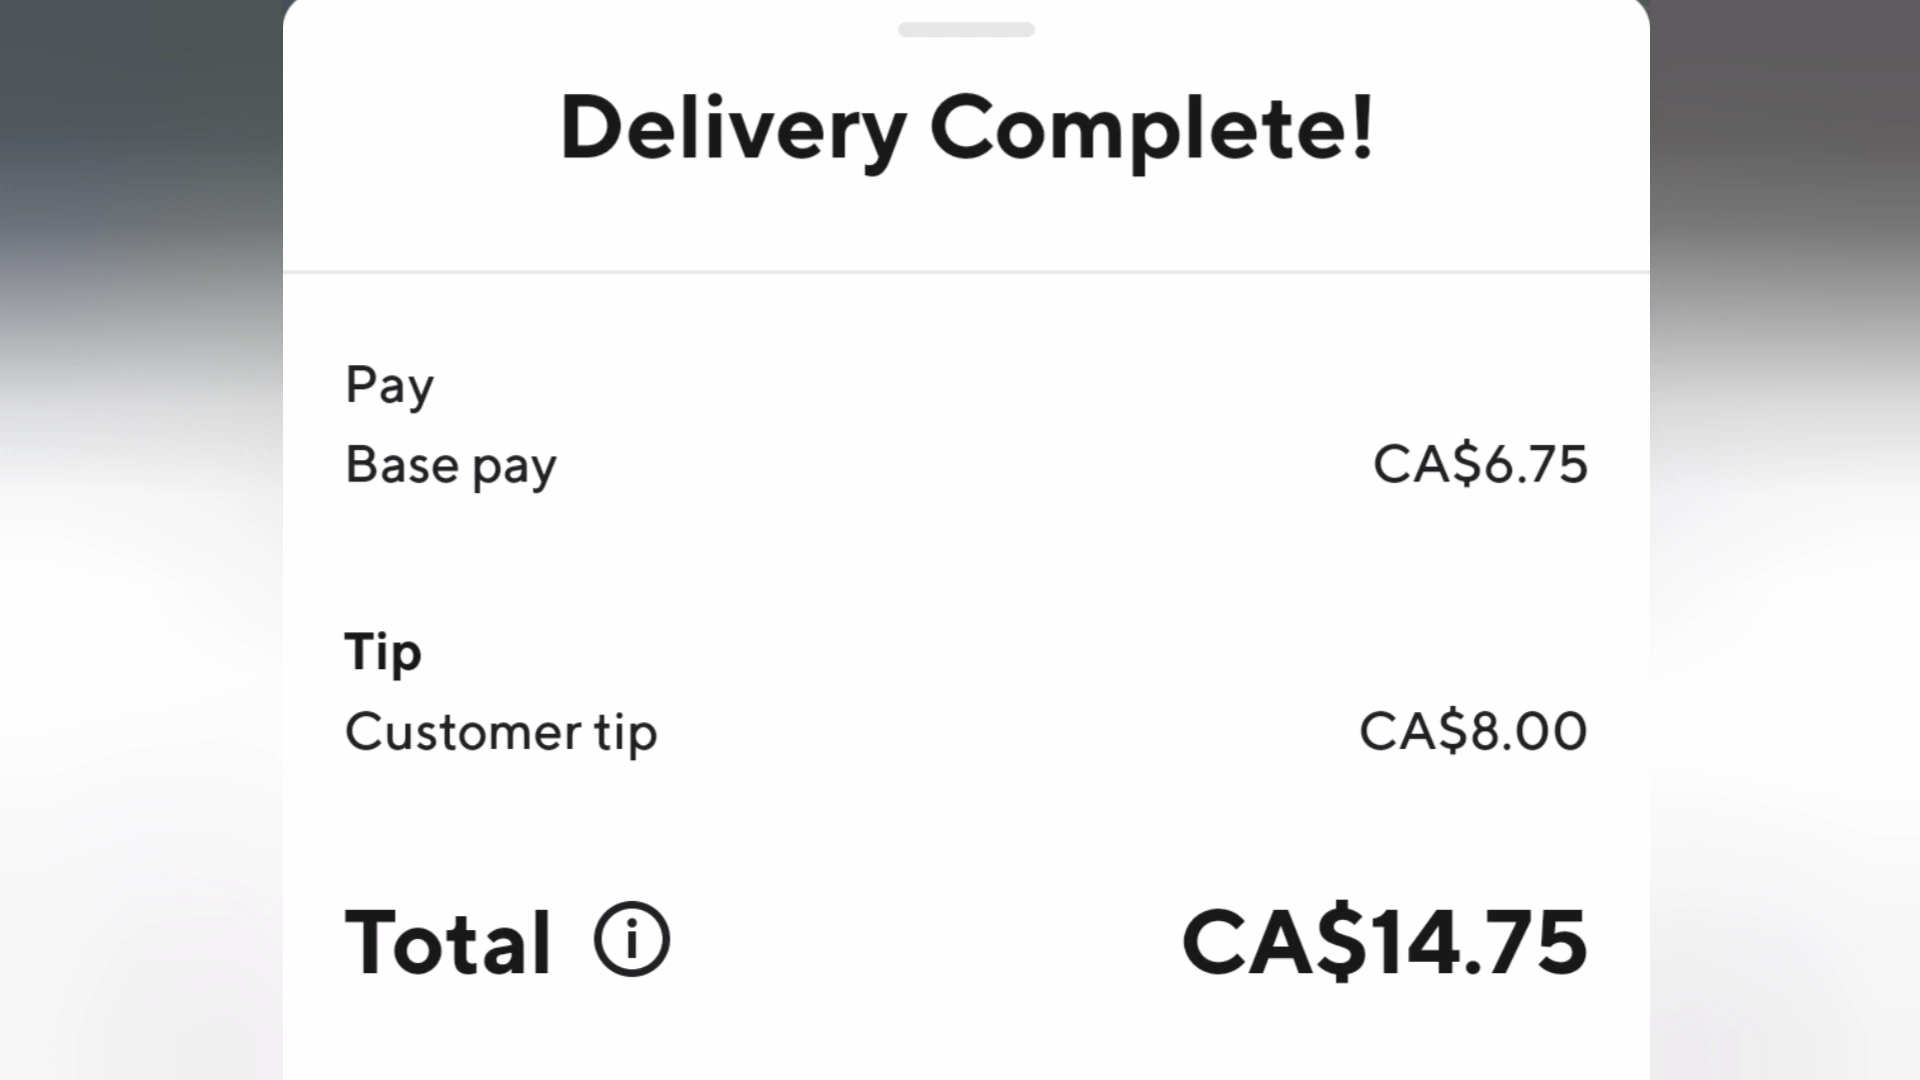 Delivery Complete!
Pay
Base pay CA$6.75
Tip
Customer tip CA$8.00
Total CA$14.75